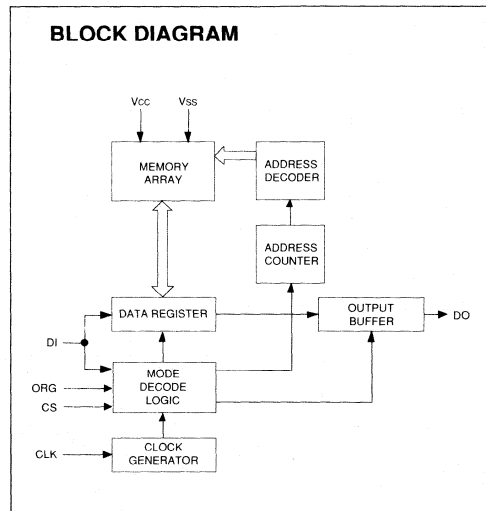 BLOCK DIAGRAM
Vcc
Vss
MEMORY
ARRAY
ADDRESS
DECODER
ADDRESS
COUNTER
DATA REGISTER
OUTPUT
BUFFER
DO
DI
MODE
DECODE
LOGIC
ORG
CS
CLK
CLOCK
GENERATOR